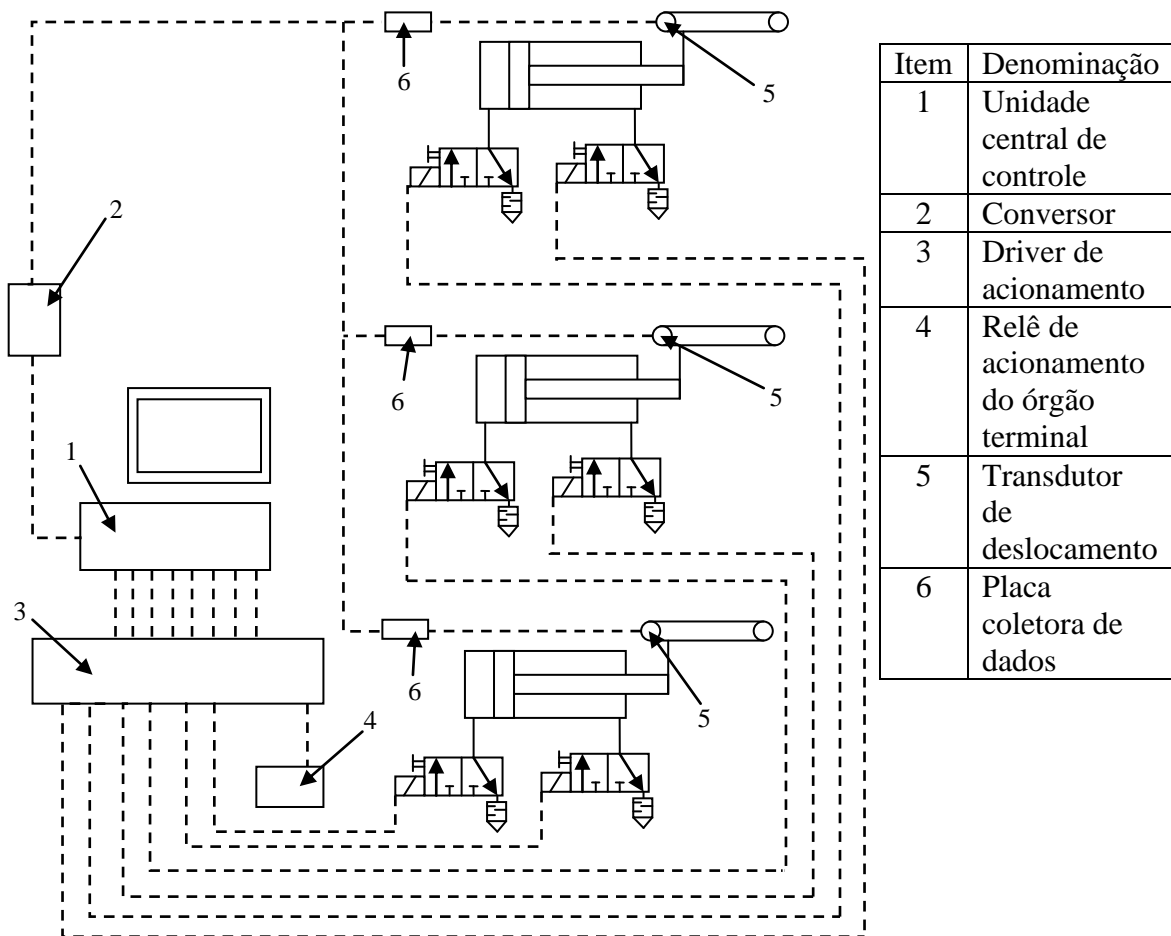 6
5
2
6
5
1
3
6
5
4
Item Denominação
1 Unidade
central de
controle
2 Conversor
3 Driver de
acionamento
4 Relê de
acionamento
do órgão
terminal
5 Transdutor
de
deslocamento
6 Placa
coletora de
dados